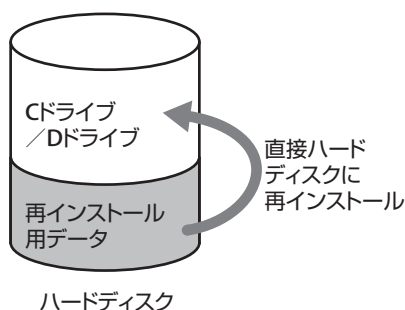 Cドライブ
／Dドライブ
直接ハード
ディスクに
再インストール
再インストール
用データ
ハードディスク